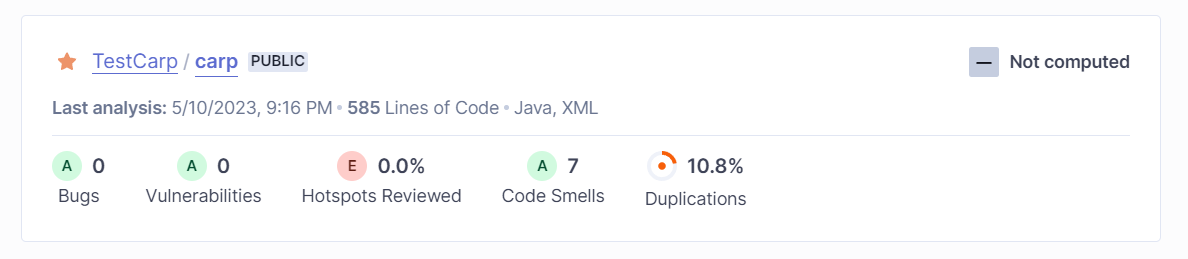 TestCarp / carp PUBLIC
— Not computed
Last analysis: 5/10/2023, 9:16 PM • 585 Lines of Code • Java, XML
A 0 A 0 E 0.0% A 7 10.8%
Bugs Vulnerabilities Hotspots Reviewed Code Smells Duplications